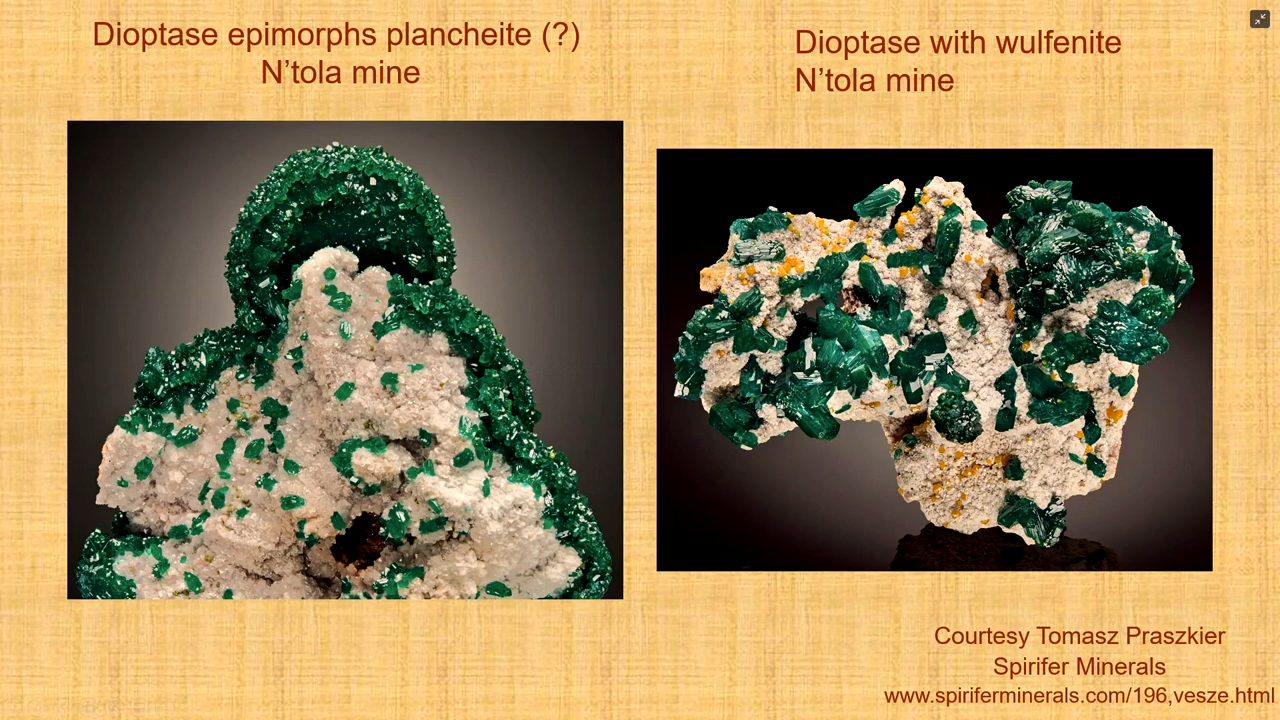 Dioptase epimorphs plancheite (?)
N’tola mine
Dioptase with wulfenite
N’tola mine
Courtesy Tomasz Praszkier
Spirifer Minerals
www.spiriferminerals.com/196,vesze.html